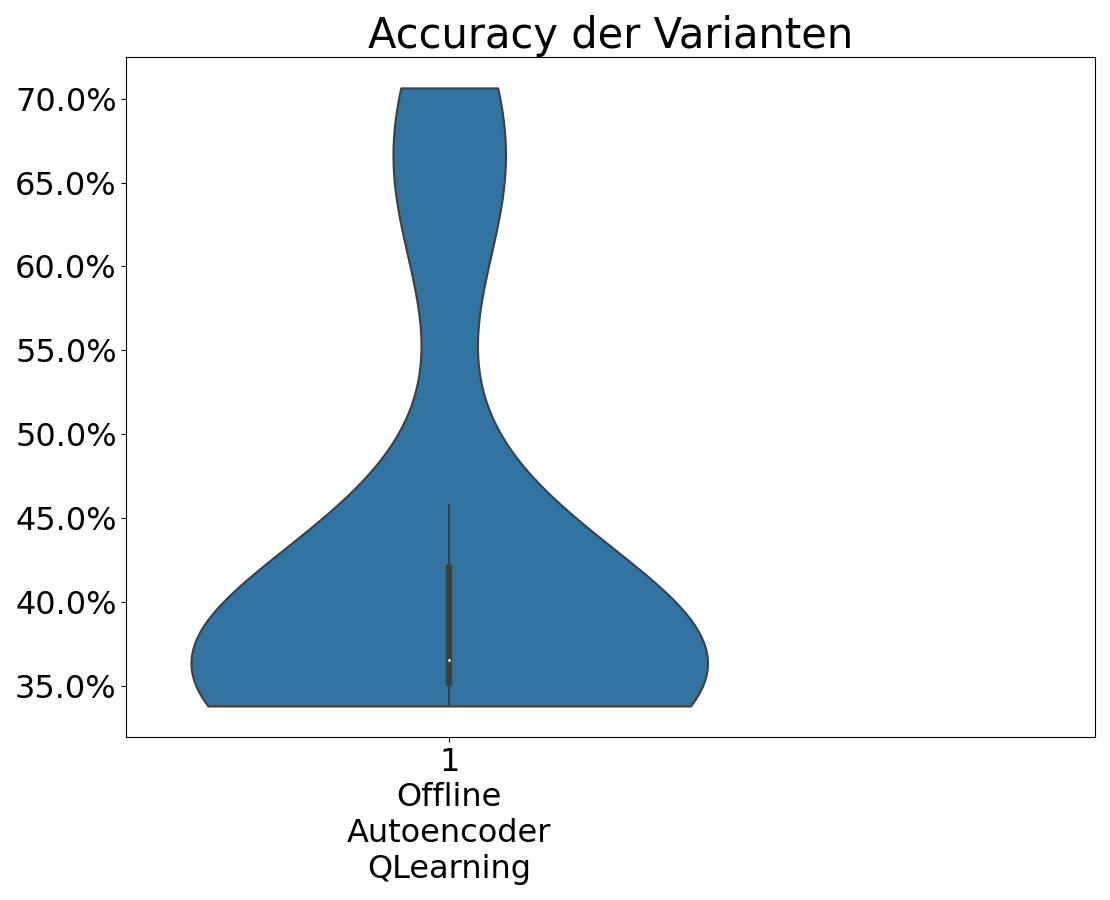 Accuracy der Varianten
70.0%
65.0%
60.0%
55.0%
50.0%
45.0%
40.0%
35.0%
1
Offline
Autoencoder
QLearning